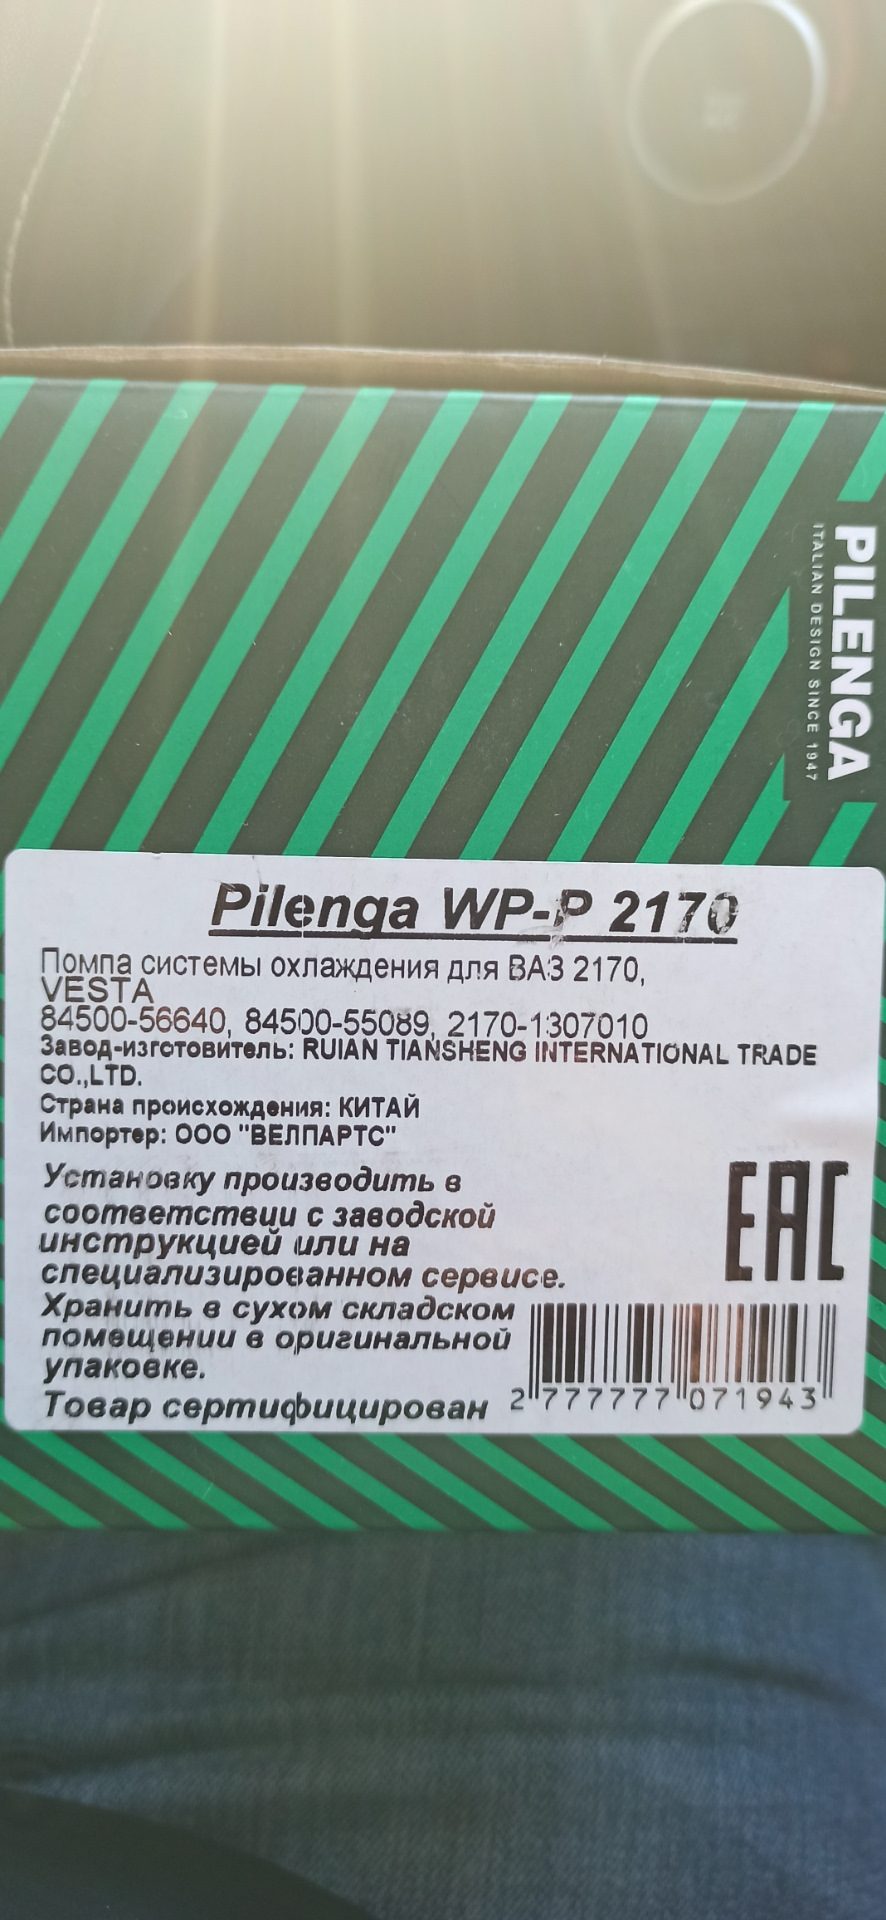 PILENGA
ITALIAN DESIGN SINCE 1947
Pilenga WP-P 2170
Помпа системы охлаждения для ВАЗ 2170,
VESTA
84500-56640, 84500-55089, 2170-1307010
Завод-изготовитель: RUIAN TIANSHENG INTERNATIONAL TRADE
CO.,LTD.
Страна происхождения: КИТАЙ
Импортер: ООО "ВЕЛПАРТС"
Установку производить в
соответствии с заводской
инструкцией или на
специализированном сервисе.
Хранить в сухом складском
помещении в оригинальной
упаковке.
Товар сертифицирован
EAC
2 777777 071943